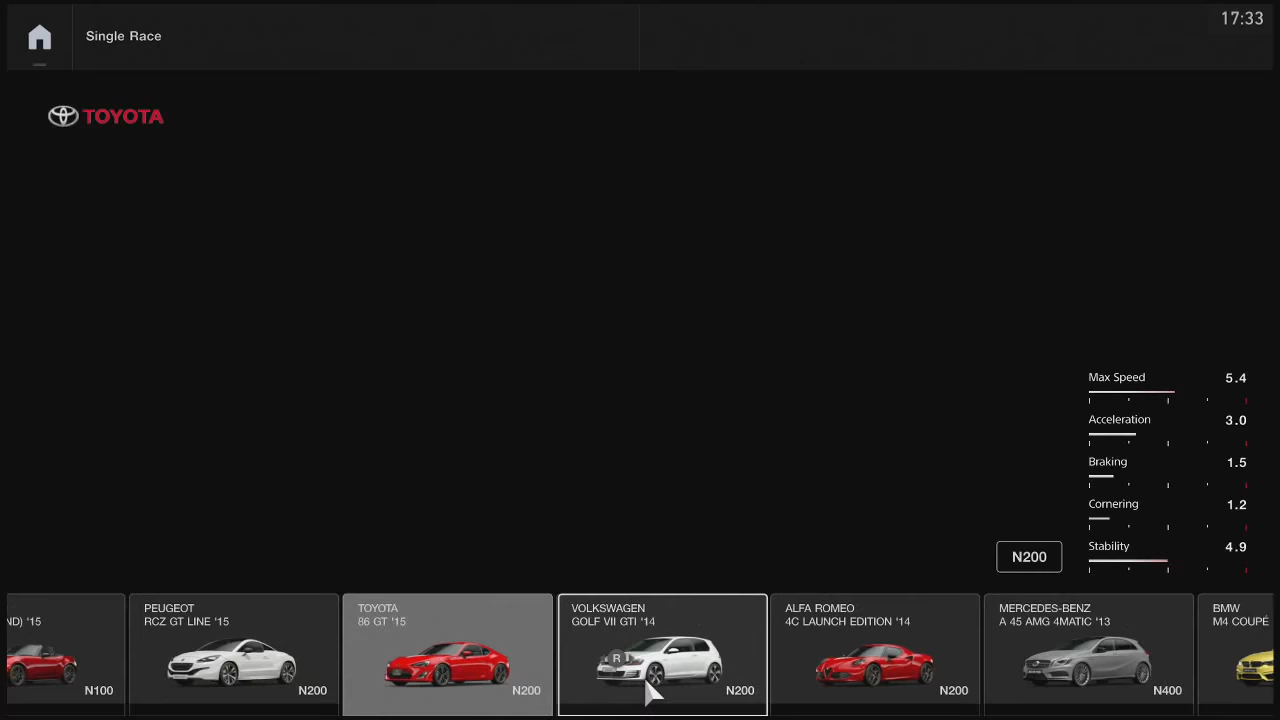 Single Race
17:33
TOYOTA
Max Speed 5.4
Acceleration 3.0
Braking 1.5
Cornering 1.2
Stability 4.9
N200
ND) '15
N100
PEUGEOT
RCZ GT LINE '15
N200
TOYOTA
86 GT '15
N200
VOLKSWAGEN
GOLF VII GTI '14
R
N200
ALFA ROMEO
4C LAUNCH EDITION '14
N200
MERCEDES-BENZ
A 45 AMG 4MATIC '13
N400
BMW
M4 COUPÉ